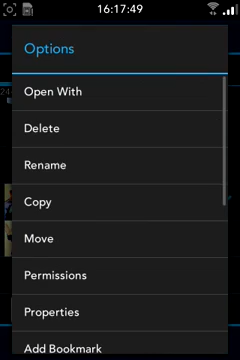 16:17:49
Options
Open With
Delete
Rename
Copy
Move
Permissions
Properties
Add Bookmark